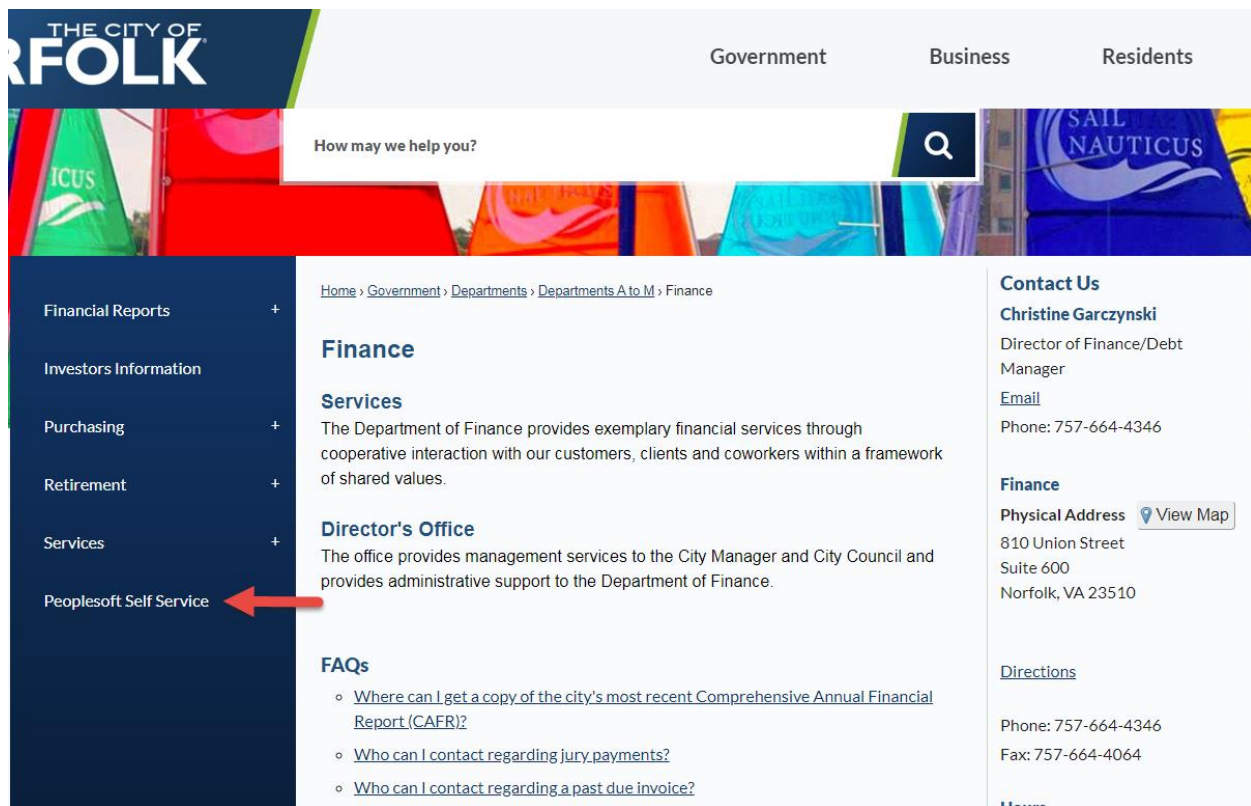 THE CITY OF
RFOLK
Government
Business
Residents
How may we help you?
ICUS
SAIL
NAUTICUS
Financial Reports +
Investors Information
Purchasing +
Retirement +
Services +
Peoplesoft Self Service
Home › Government › Departments › Departments A to M › Finance
Finance
Services
The Department of Finance provides exemplary financial services through
cooperative interaction with our customers, clients and coworkers within a framework
of shared values.
Director's Office
The office provides management services to the City Manager and City Council and
provides administrative support to the Department of Finance.
FAQs
Where can I get a copy of the city's most recent Comprehensive Annual Financial
Report (CAFR)?
Who can I contact regarding jury payments?
Who can I contact regarding a past due invoice?
Contact Us
Christine Garczynski
Director of Finance/Debt
Manager
Email
Phone: 757-664-4346
Finance
Physical Address View Map
810 Union Street
Suite 600
Norfolk, VA 23510
Directions
Phone: 757-664-4346
Fax: 757-664-4064